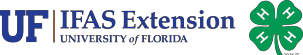 UF IFAS Extension
UNIVERSITY of FLORIDA
H H
H H